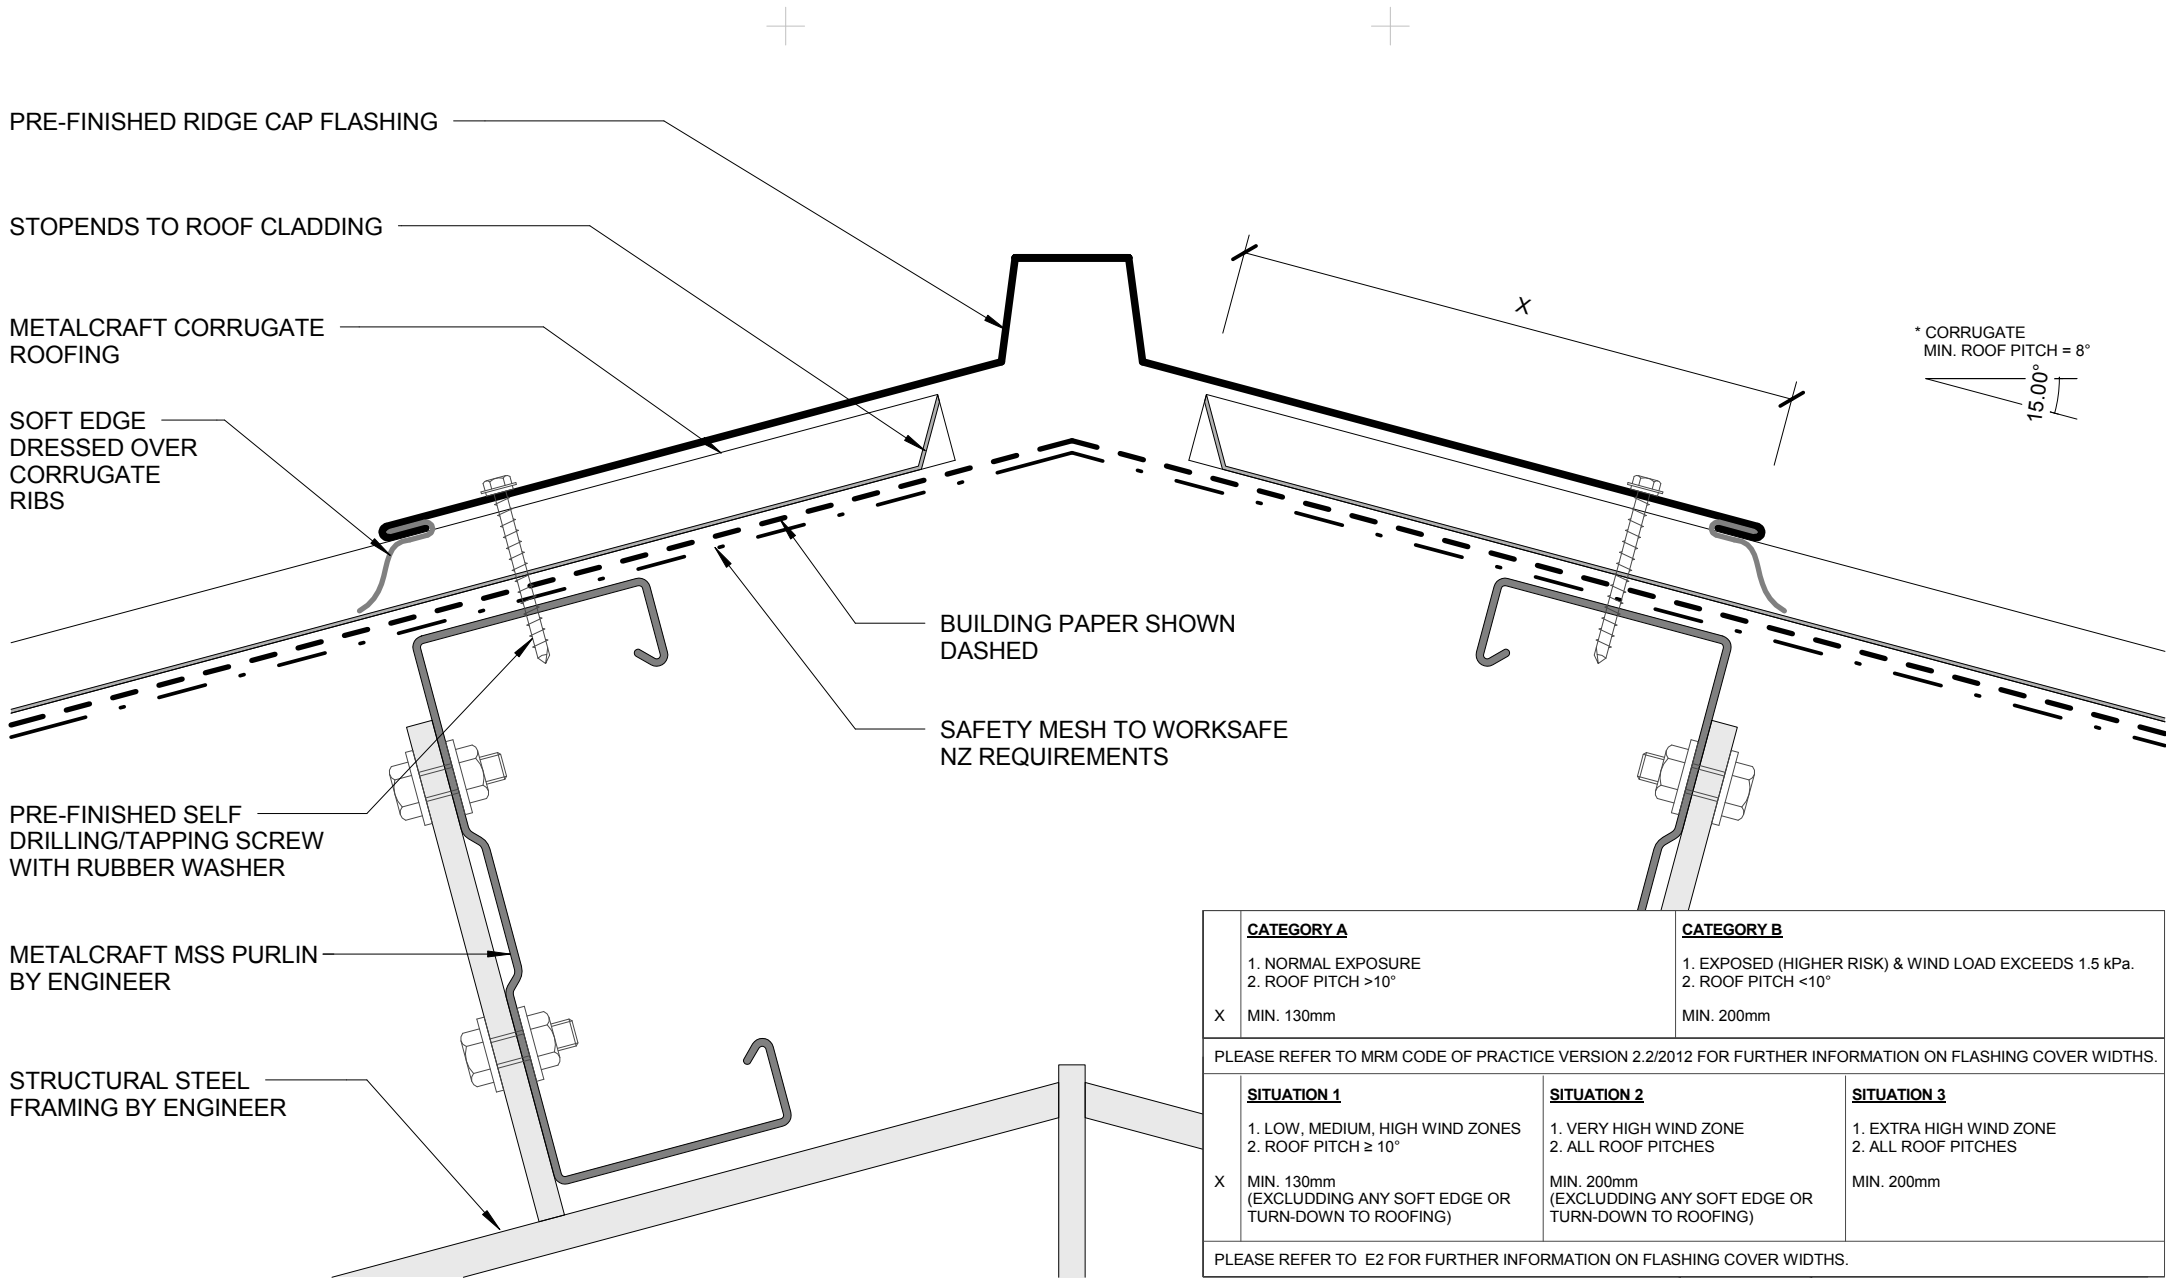 PRE-FINISHED RIDGE CAP FLASHING
STOPENDS TO ROOF CLADDING
METALCRAFT CORRUGATE
ROOFING
SOFT EDGE
DRESSED OVER
CORRUGATE
RIBS
X
* CORRUGATE
MIN. ROOF PITCH = 8°
15.00°
BUILDING PAPER SHOWN
DASHED
SAFETY MESH TO WORKSAFE
NZ REQUIREMENTS
PRE-FINISHED SELF
DRILLING/TAPPING SCREW
WITH RUBBER WASHER
METALCRAFT MSS PURLIN
BY ENGINEER
STRUCTURAL STEEL
FRAMING BY ENGINEER
CATEGORY A
1. NORMAL EXPOSURE
2. ROOF PITCH >10°
X MIN. 130mm
CATEGORY B
1. EXPOSED (HIGHER RISK) & WIND LOAD EXCEEDS 1.5 kPa.
2. ROOF PITCH <10°
MIN. 200mm
PLEASE REFER TO MRM CODE OF PRACTICE VERSION 2.2/2012 FOR FURTHER INFORMATION ON FLASHING COVER WIDTHS.
SITUATION 1
1. LOW, MEDIUM, HIGH WIND ZONES
2. ROOF PITCH ≥ 10°
X MIN. 130mm
(EXCLUDDING ANY SOFT EDGE OR
TURN-DOWN TO ROOFING)
SITUATION 2
1. VERY HIGH WIND ZONE
2. ALL ROOF PITCHES
MIN. 200mm
(EXCLUDDING ANY SOFT EDGE OR
TURN-DOWN TO ROOFING)
SITUATION 3
1. EXTRA HIGH WIND ZONE
2. ALL ROOF PITCHES
MIN. 200mm
PLEASE REFER TO E2 FOR FURTHER INFORMATION ON FLASHING COVER WIDTHS.